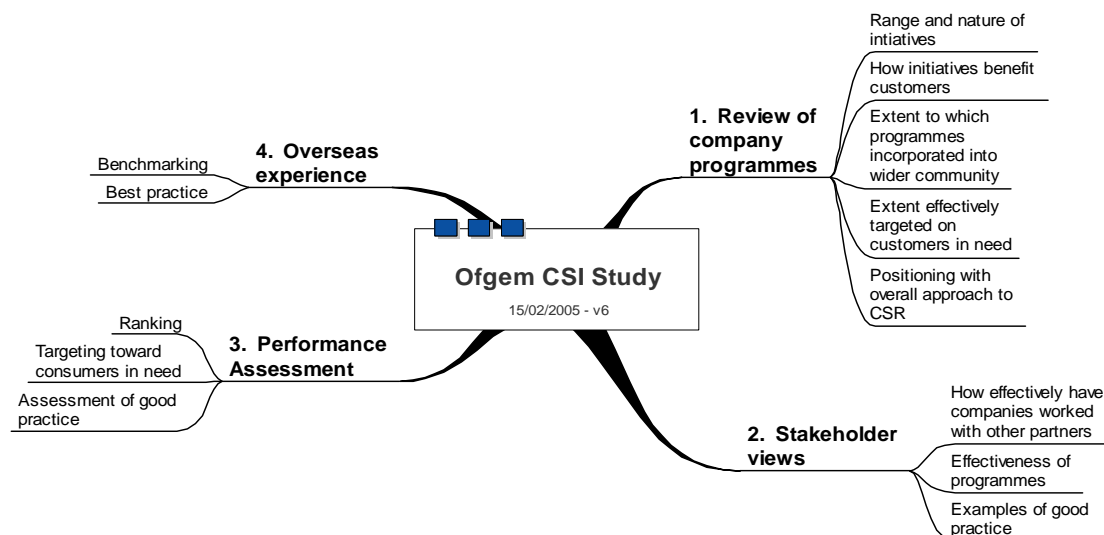 Ofgem CSI Study
15/02/2005 - v6
1. Review of
company
programmes
Range and nature of
intiatives
How initiatives benefit
customers
Extent to which
programmes
incorporated into
wider community
Extent effectively
targeted on
customers in need
Positioning with
overall approach to
CSR
2. Stakeholder
views
How effectively have
companies worked
with other partners
Effectiveness of
programmes
Examples of good
practice
3. Performance
Assessment
Ranking
Targeting toward
consumers in need
Assessment of good
practice
4. Overseas
experience
Benchmarking
Best practice